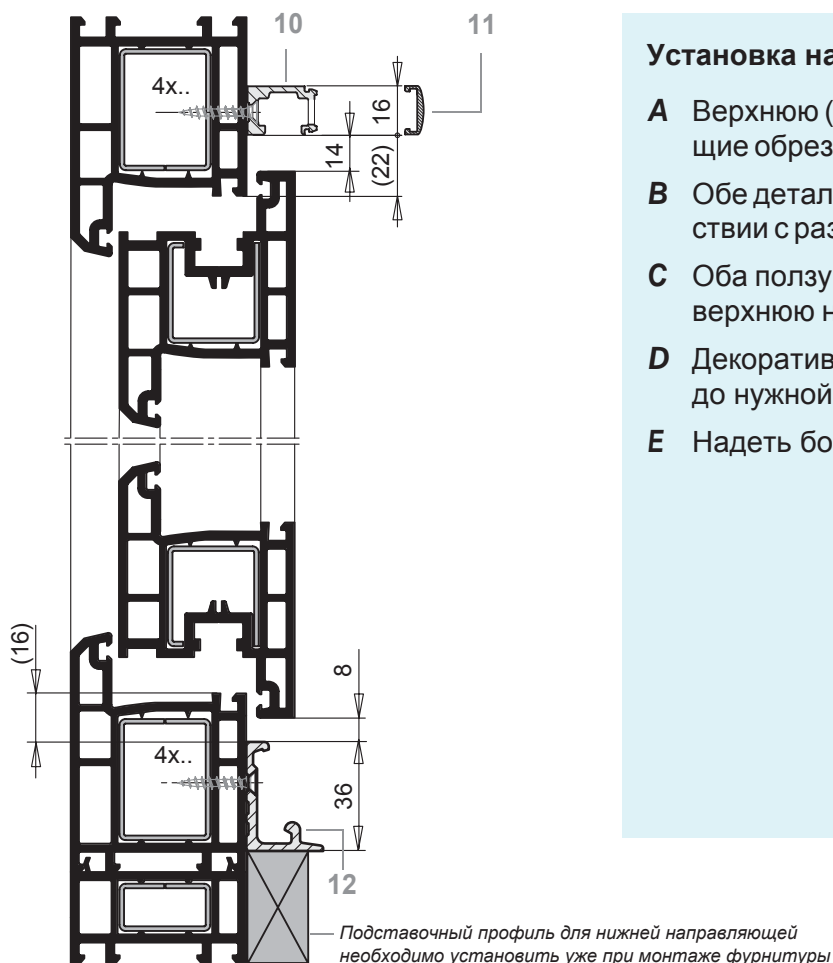 10
11
4x..
16
14
(22)
Установка на
A Верхнюю (
щие обрез
B Обе детал
ствии с раз
C Оба ползу
верхнюю н
D Декоратив
до нужной
E Надеть бо
(16)
8
4x..
36
12
Подставочный профиль для нижней направляющей
необходимо установить уже при монтаже фурнитуры